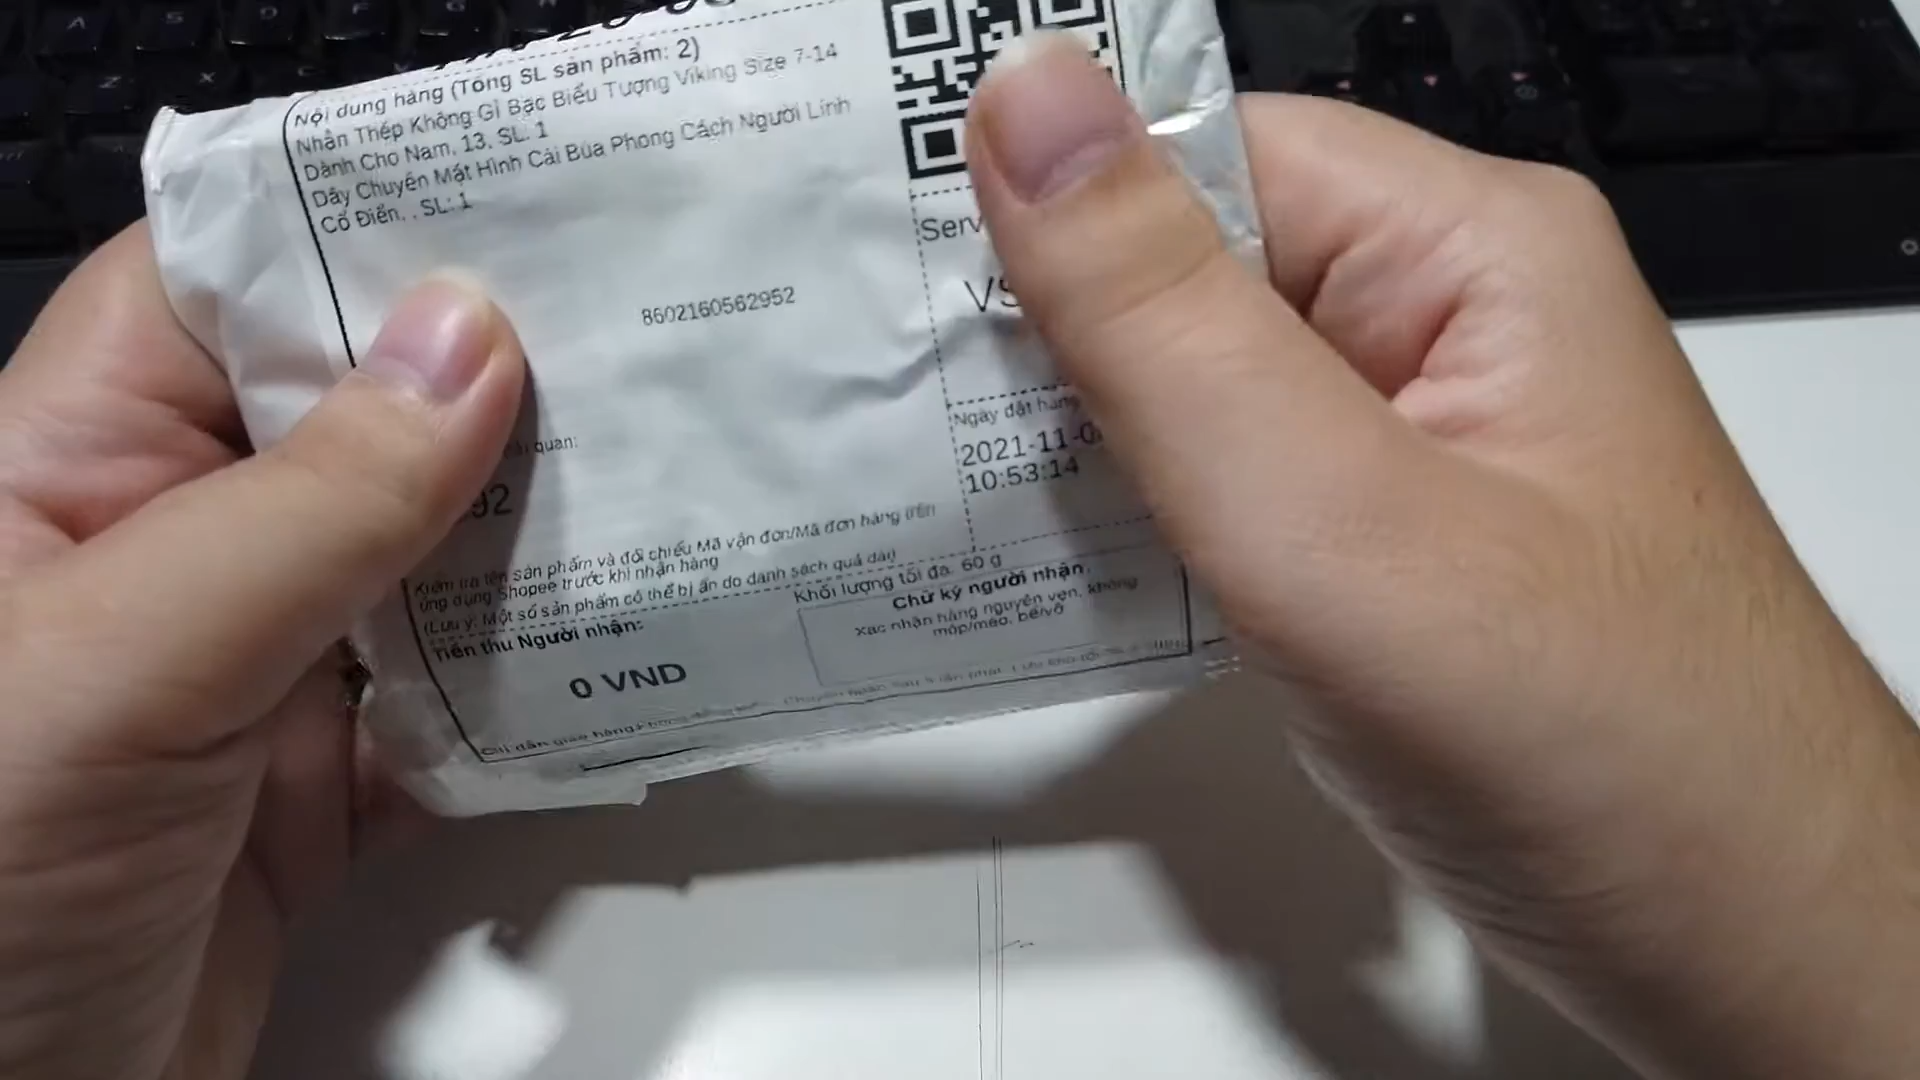 Nội dung hàng (Tổng SL sản phẩm: 2)
Nhẫn Thép Không Gỉ Bạc Biểu Tượng Viking Size 7-14
Dành Cho Nam, 13, SL: 1
Dây Chuyền Mặt Hình Cái Búa Phong Cách Người Lính
Cổ Điển, . SL: 1
8602160562952
Serv
VS
quan:
92
Ngày đặt hàng
2021-11-0
10:53:14
Kiểm tra tên sản phẩm và đối chiếu Mã vận đơn/Mã đơn hàng trên
ứng dụng Shopee trước khi nhận hàng
(Lưu ý: Một số sản phẩm có thể bị ẩn do danh sách quá dài)
Khối lượng tối đa: 60 g
Tiền thu Người nhận:
0 VND
Chữ ký người nhận
Xác nhận hàng nguyên vẹn, không
móp/méo, bể/vỡ
Chỉ dẫn giao hàng:
A
S
D
F
G
Z
X
C